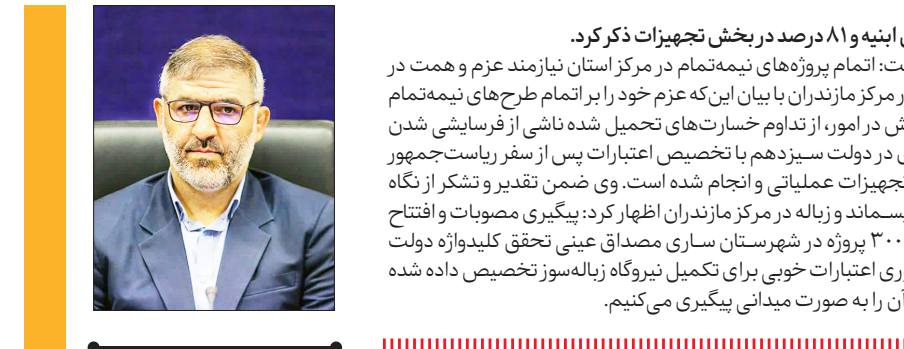 ابنیه و ۸۱ درصد در بخش تجهیزات ذکر کرد.
اتمام پروژه‌های نیمه‌تمام در مرکز استان نیازمند عزم و همت در
مرکز مازندران با بیان این‌که عزم خود را بر اتمام طرح‌های نیمه‌تمام
در امور، از تداوم خسارت‌های تحمیل شده ناشی از فرسایشی شدن
در دولت سیزدهم با تخصیص اعتبارات پس از سفر ریاست‌جمهور
تجهیزات عملیاتی و انجام شده است. وی ضمن تقدیر و تشکر از نگاه
پسماند و زباله در مرکز مازندران اظهار کرد: پیگیری مصوبات و افتتاح
۳۰۰ پروژه در شهرستان ساری مصداق عینی تحقق کلیدواژه دولت
اعتبارات خوبی برای تکمیل نیروگاه زباله‌سوز تخصیص داده شده
آن را به صورت میدانی پیگیری می‌کنیم.